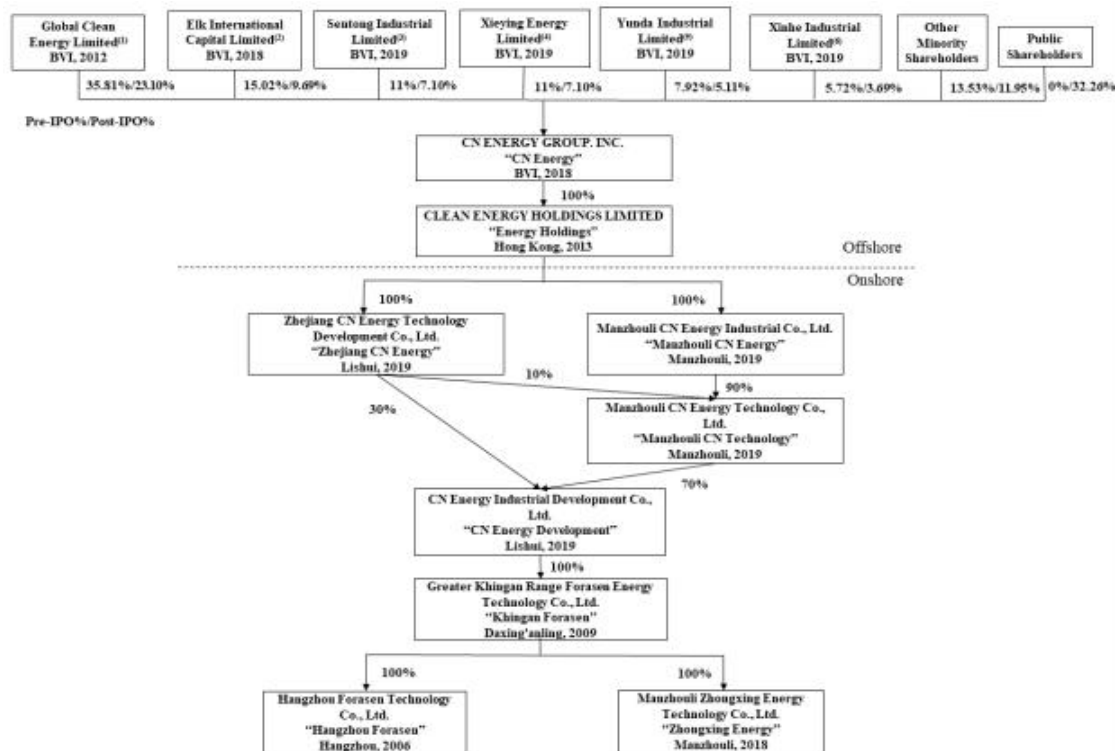 Global Clean
Energy Limited(1)
BVI, 2012
Elk International
Capital Limited(2)
BVI, 2018
Sentong Industrial
Limited(3)
BVI, 2019
Xieying Energy
Limited(4)
BVI, 2019
Yunda Industrial
Limited(5)
BVI, 2019
Xinhe Industrial
Limited(6)
BVI, 2019
Other
Minority
Shareholders
Public
Shareholders
35.81%/23.10%
15.02%/9.69%
11%/7.10%
11%/7.10%
7.92%/5.11%
5.72%/3.69%
13.53%/11.95%
0%/32.26%
Pre-IPO%/Post-IPO%
CN ENERGY GROUP. INC.
“CN Energy”
BVI, 2018
100%
CLEAN ENERGY HOLDINGS LIMITED
“Energy Holdings”
Hong Kong, 2013
Offshore
Onshore
100%
100%
Zhejiang CN Energy Technology
Development Co., Ltd.
“Zhejiang CN Energy”
Lishui, 2019
Manzhouli CN Energy Industrial Co., Ltd.
“Manzhouli CN Energy”
Manzhouli, 2019
10%
90%
30%
Manzhouli CN Energy Technology Co.,
Ltd.
“Manzhouli CN Technology”
Manzhouli, 2019
70%
CN Energy Industrial Development Co.,
Ltd.
“CN Energy Development”
Lishui, 2019
100%
Greater Khingan Range Forasen Energy
Technology Co., Ltd.
“Khingan Forasen”
Daxing'anling, 2009
100%
100%
Hangzhou Forasen Technology
Co., Ltd.
“Hangzhou Forasen”
Hangzhou, 2006
Manzhouli Zhongxing Energy
Technology Co., Ltd.
“Zhongxing Energy”
Manzhouli, 2018